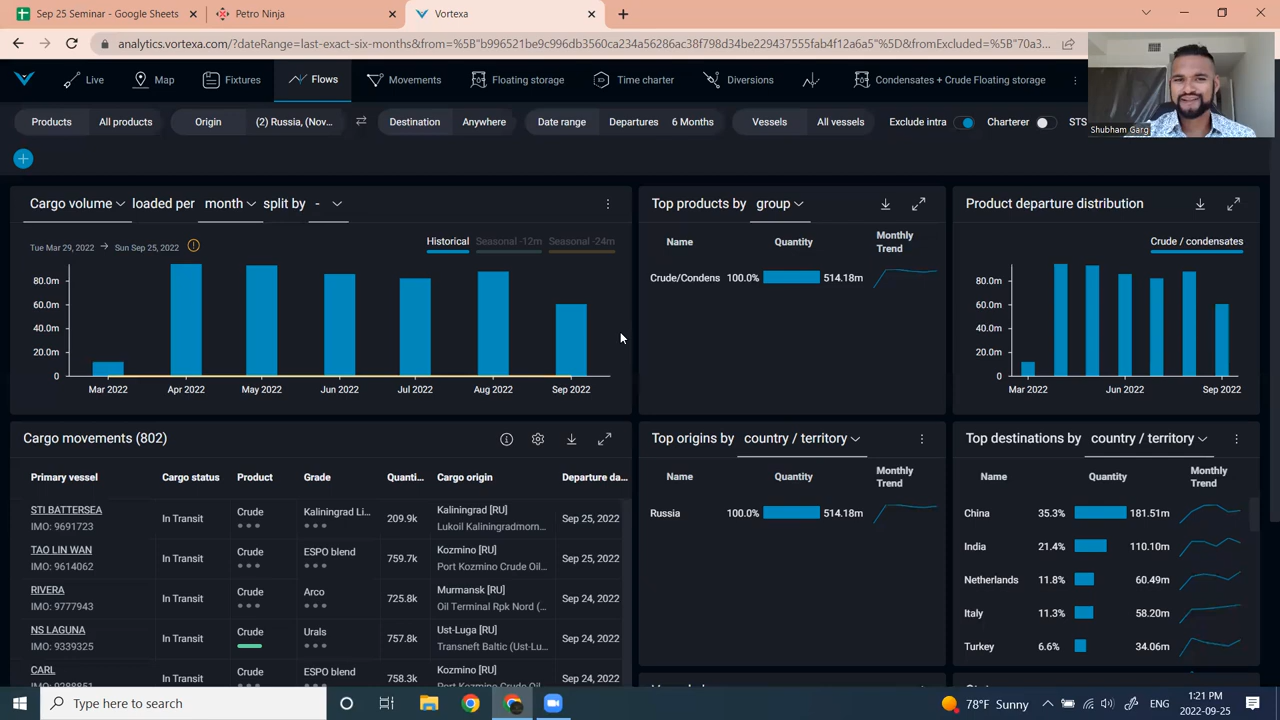 Sep 25 Seminar - Google Sheets
Petro Ninja
Vortexa
analytics.vortexa.com/?dateRange=last-exact-six-months&from=%5B"b996521be9c996db3560ca234a56286ac38f798d34be229437555fab4f12a6a5"%5D&fromExcluded=%5B"70a3...
Live
Map
Fixtures
Flows
Movements
Floating storage
Time charter
Diversions
Condensates + Crude Floating storage
Shubham Garg
Products
All products
Origin
(2) Russia, (Nov...
Destination
Anywhere
Date range
Departures
6 Months
Vessels
All vessels
Exclude intra
Charterer
STS
Cargo volume loaded per month split by -
Tue Mar 29, 2022 → Sun Sep 25, 2022
Historical
Seasonal -12m
Seasonal -24m
80.0m
60.0m
40.0m
20.0m
0
Mar 2022
Apr 2022
May 2022
Jun 2022
Jul 2022
Aug 2022
Sep 2022
Top products by group
Name
Quantity
Monthly
Trend
Crude/Condens 100.0% 514.18m
Product departure distribution
Crude / condensates
80.0m
60.0m
40.0m
20.0m
0
Mar 2022
Jun 2022
Sep 2022
Cargo movements (802)
Primary vessel
Cargo status
Product
Grade
Quanti...
Cargo origin
Departure da...
STI BATTERSEA
IMO: 9691723
In Transit
Crude
Kaliningrad Li...
209.9k
Kaliningrad [RU]
Lukoil Kaliningradmorn...
Sep 25, 2022
TAO LIN WAN
IMO: 9614062
In Transit
Crude
ESPO blend
759.7k
Kozmino [RU]
Port Kozmino Crude Oil...
Sep 25, 2022
RIVERA
IMO: 9777943
In Transit
Crude
Arco
725.8k
Murmansk [RU]
Oil Terminal Rpk Nord (...
Sep 24, 2022
NS LAGUNA
IMO: 9339325
In Transit
Crude
Urals
757.8k
Ust-Luga [RU]
Transneft Baltic (Ust-Lu...
Sep 24, 2022
CARL
In Transit
Crude
ESPO blend
758.3k
Kozmino [RU]
Sep 24, 2022
Top origins by country / territory
Name
Quantity
Monthly
Trend
Russia 100.0% 514.18m
Top destinations by country / territory
Name
Quantity
Monthly
Trend
China 35.3% 181.51m
India 21.4% 110.10m
Netherlands 11.8% 60.49m
Italy 11.3% 58.20m
Turkey 6.6% 34.06m
Type here to search
78°F Sunny
ENG
1:21 PM
2022-09-25